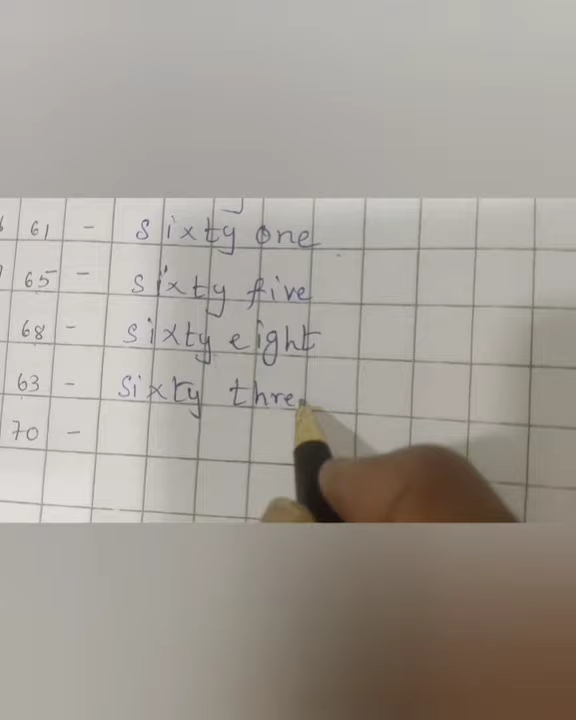 61 - sixty one
65 - sixty five
68 - sixty eight
63 - sixty thre
70 -